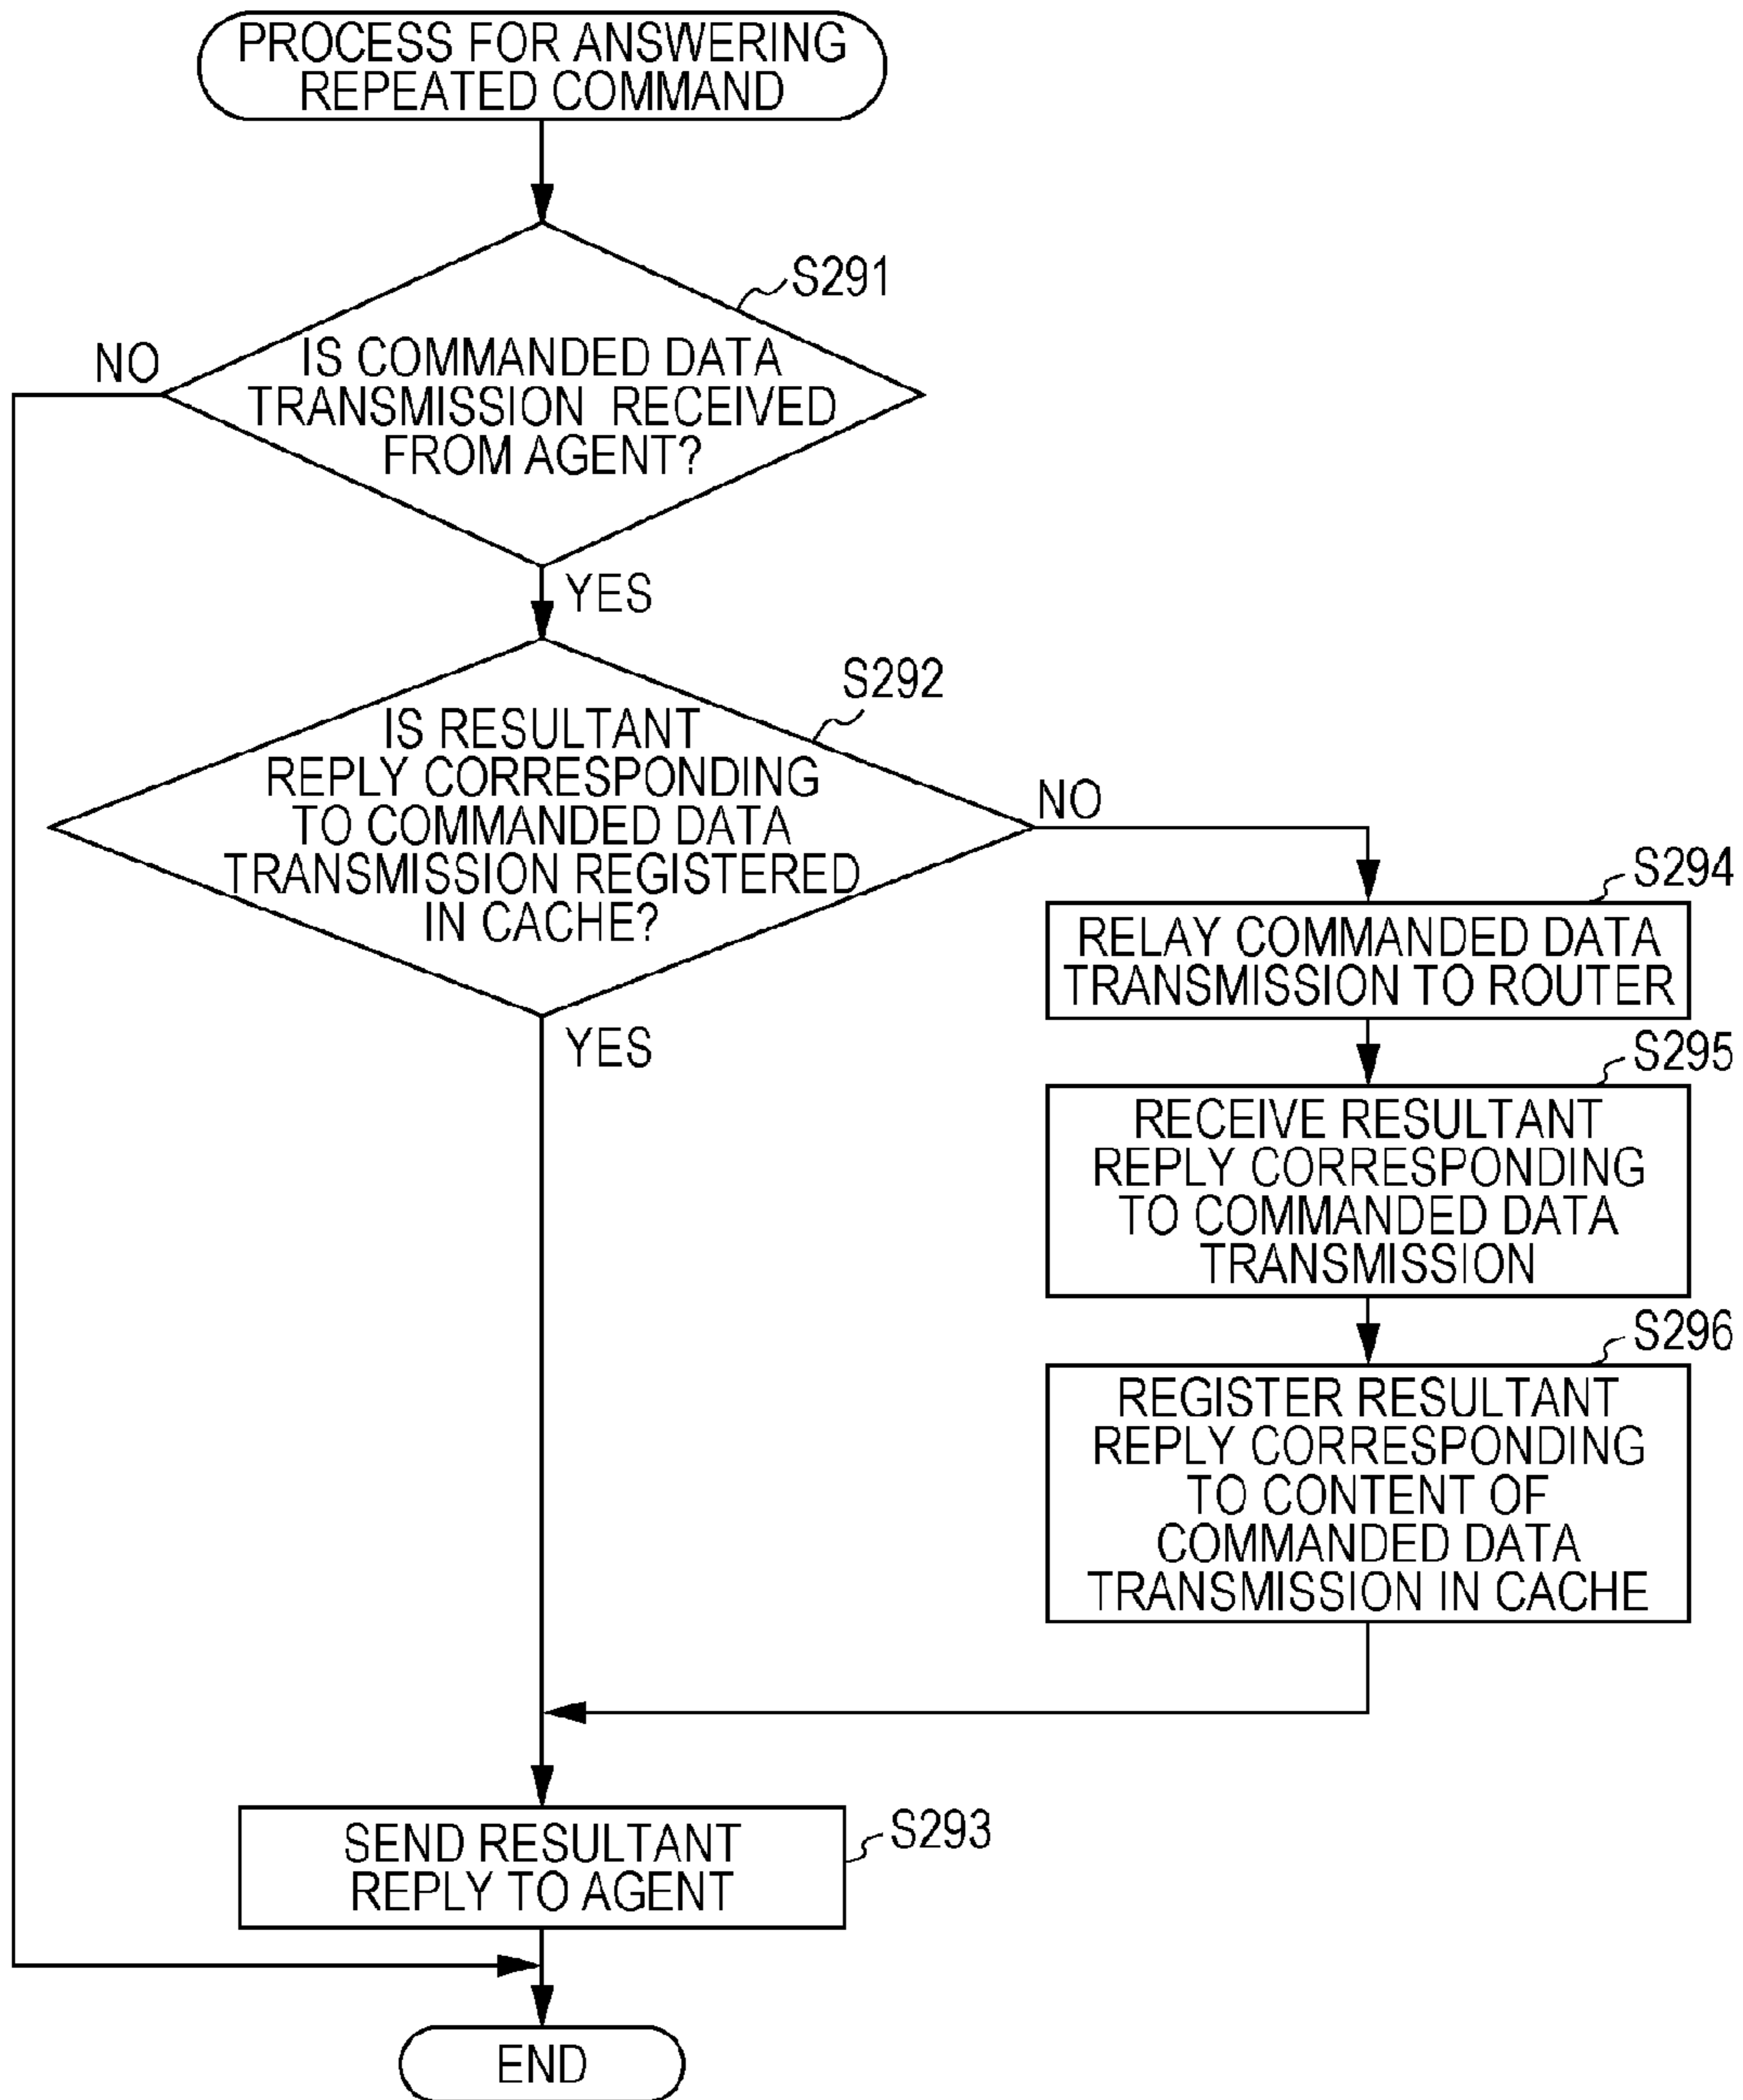 PROCESS FOR ANSWERING
REPEATED COMMAND
S291
NO
IS COMMANDED DATA
TRANSMISSION RECEIVED
FROM AGENT?
YES
S292
IS RESULTANT
REPLY CORRESPONDING
TO COMMANDED DATA
TRANSMISSION REGISTERED
IN CACHE?
NO
YES
S294
RELAY COMMANDED DATA
TRANSMISSION TO ROUTER
S295
RECEIVE RESULTANT
REPLY CORRESPONDING
TO COMMANDED DATA
TRANSMISSION
S296
REGISTER RESULTANT
REPLY CORRESPONDING
TO CONTENT OF
COMMANDED DATA
TRANSMISSION IN CACHE
S293
SEND RESULTANT
REPLY TO AGENT
END